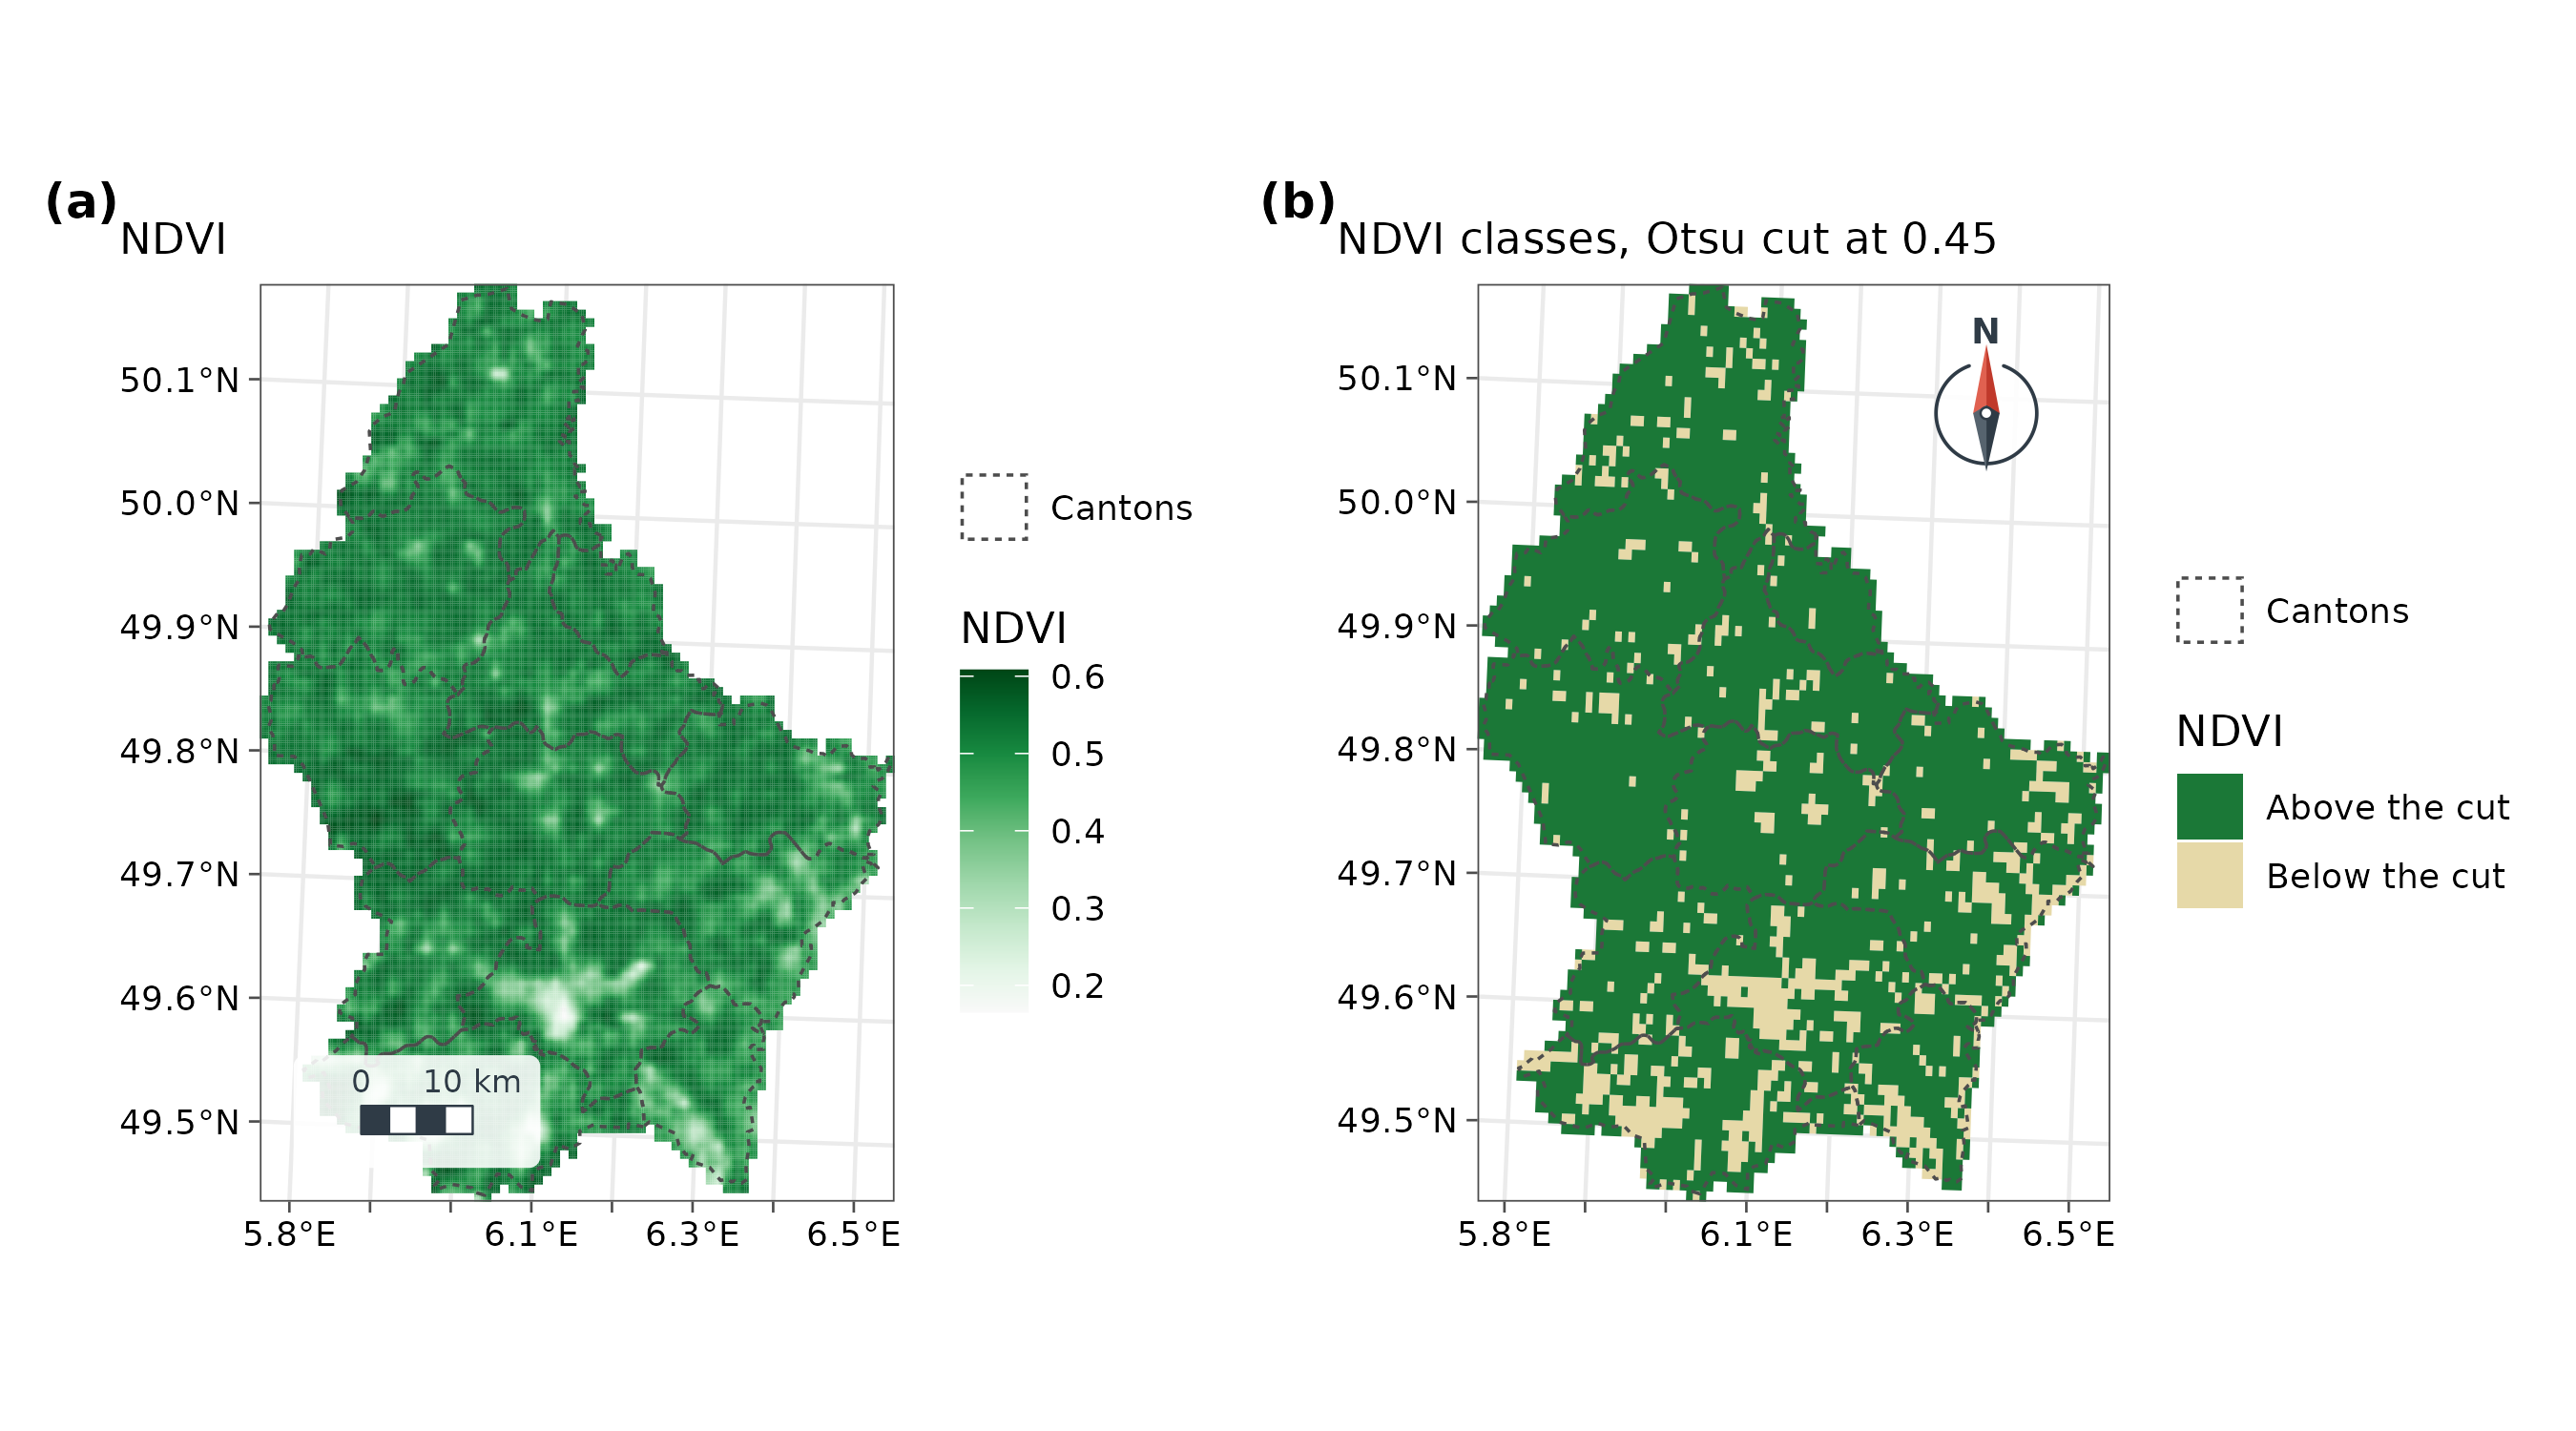 (a)
NDVI
50.1°N
50.0°N
49.9°N
49.8°N
49.7°N
49.6°N
49.5°N
5.8°E 6.1°E 6.3°E 6.5°E
0 10 km
Cantons
NDVI
0.6
0.5
0.4
0.3
0.2
(b)
NDVI classes, Otsu cut at 0.45
50.1°N
50.0°N
49.9°N
49.8°N
49.7°N
49.6°N
49.5°N
5.8°E 6.1°E 6.3°E 6.5°E
N
Cantons
NDVI
Above the cut
Below the cut